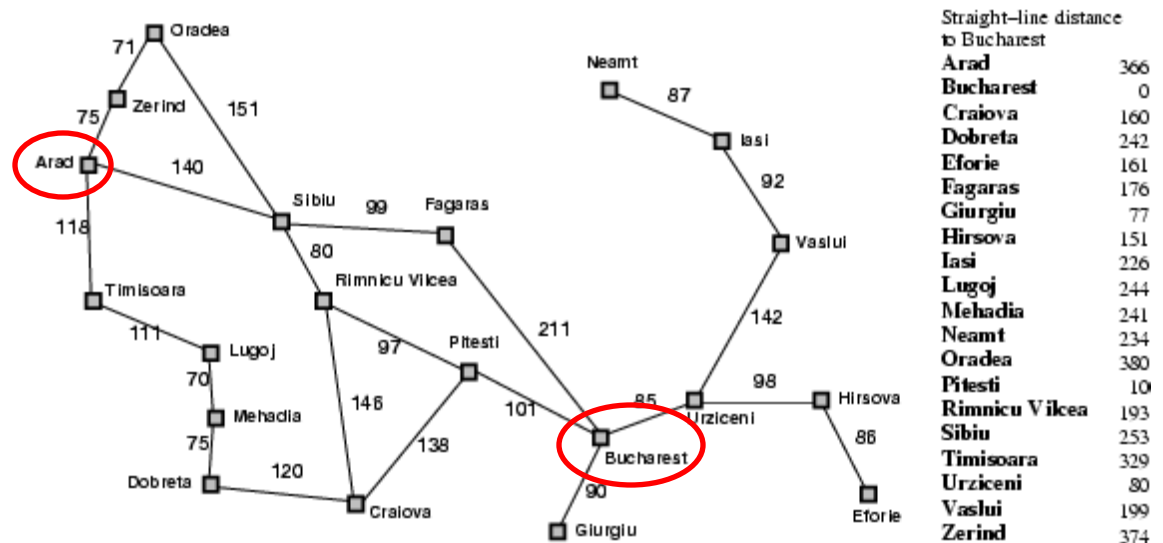 Oradea
71
Neamt
87
Zerind
151
75
Iasi
Arad
140
92
Sibiu
Fagaras
99
118
Vaslui
80
Timisoara
Rimnicu Vilcea
142
111
211
Lugoj
97
Pitesti
70
98
Hirsova
146
101
85
Urziceni
Mehadia
138
86
75
Bucharest
120
90
Dobreta
Craiova
Eforie
Giurgiu
Straight-line distance
to Bucharest
Arad 366
Bucharest 0
Craiova 160
Dobreta 242
Eforie 161
Fagaras 176
Giurgiu 77
Hirsova 151
Iasi 226
Lugoj 244
Mehadia 241
Neamt 234
Oradea 380
Pitesti
Rimnicu Vilcea 193
Sibiu 253
Timisoara 329
Urziceni 80
Vaslui 199
Zerind 374